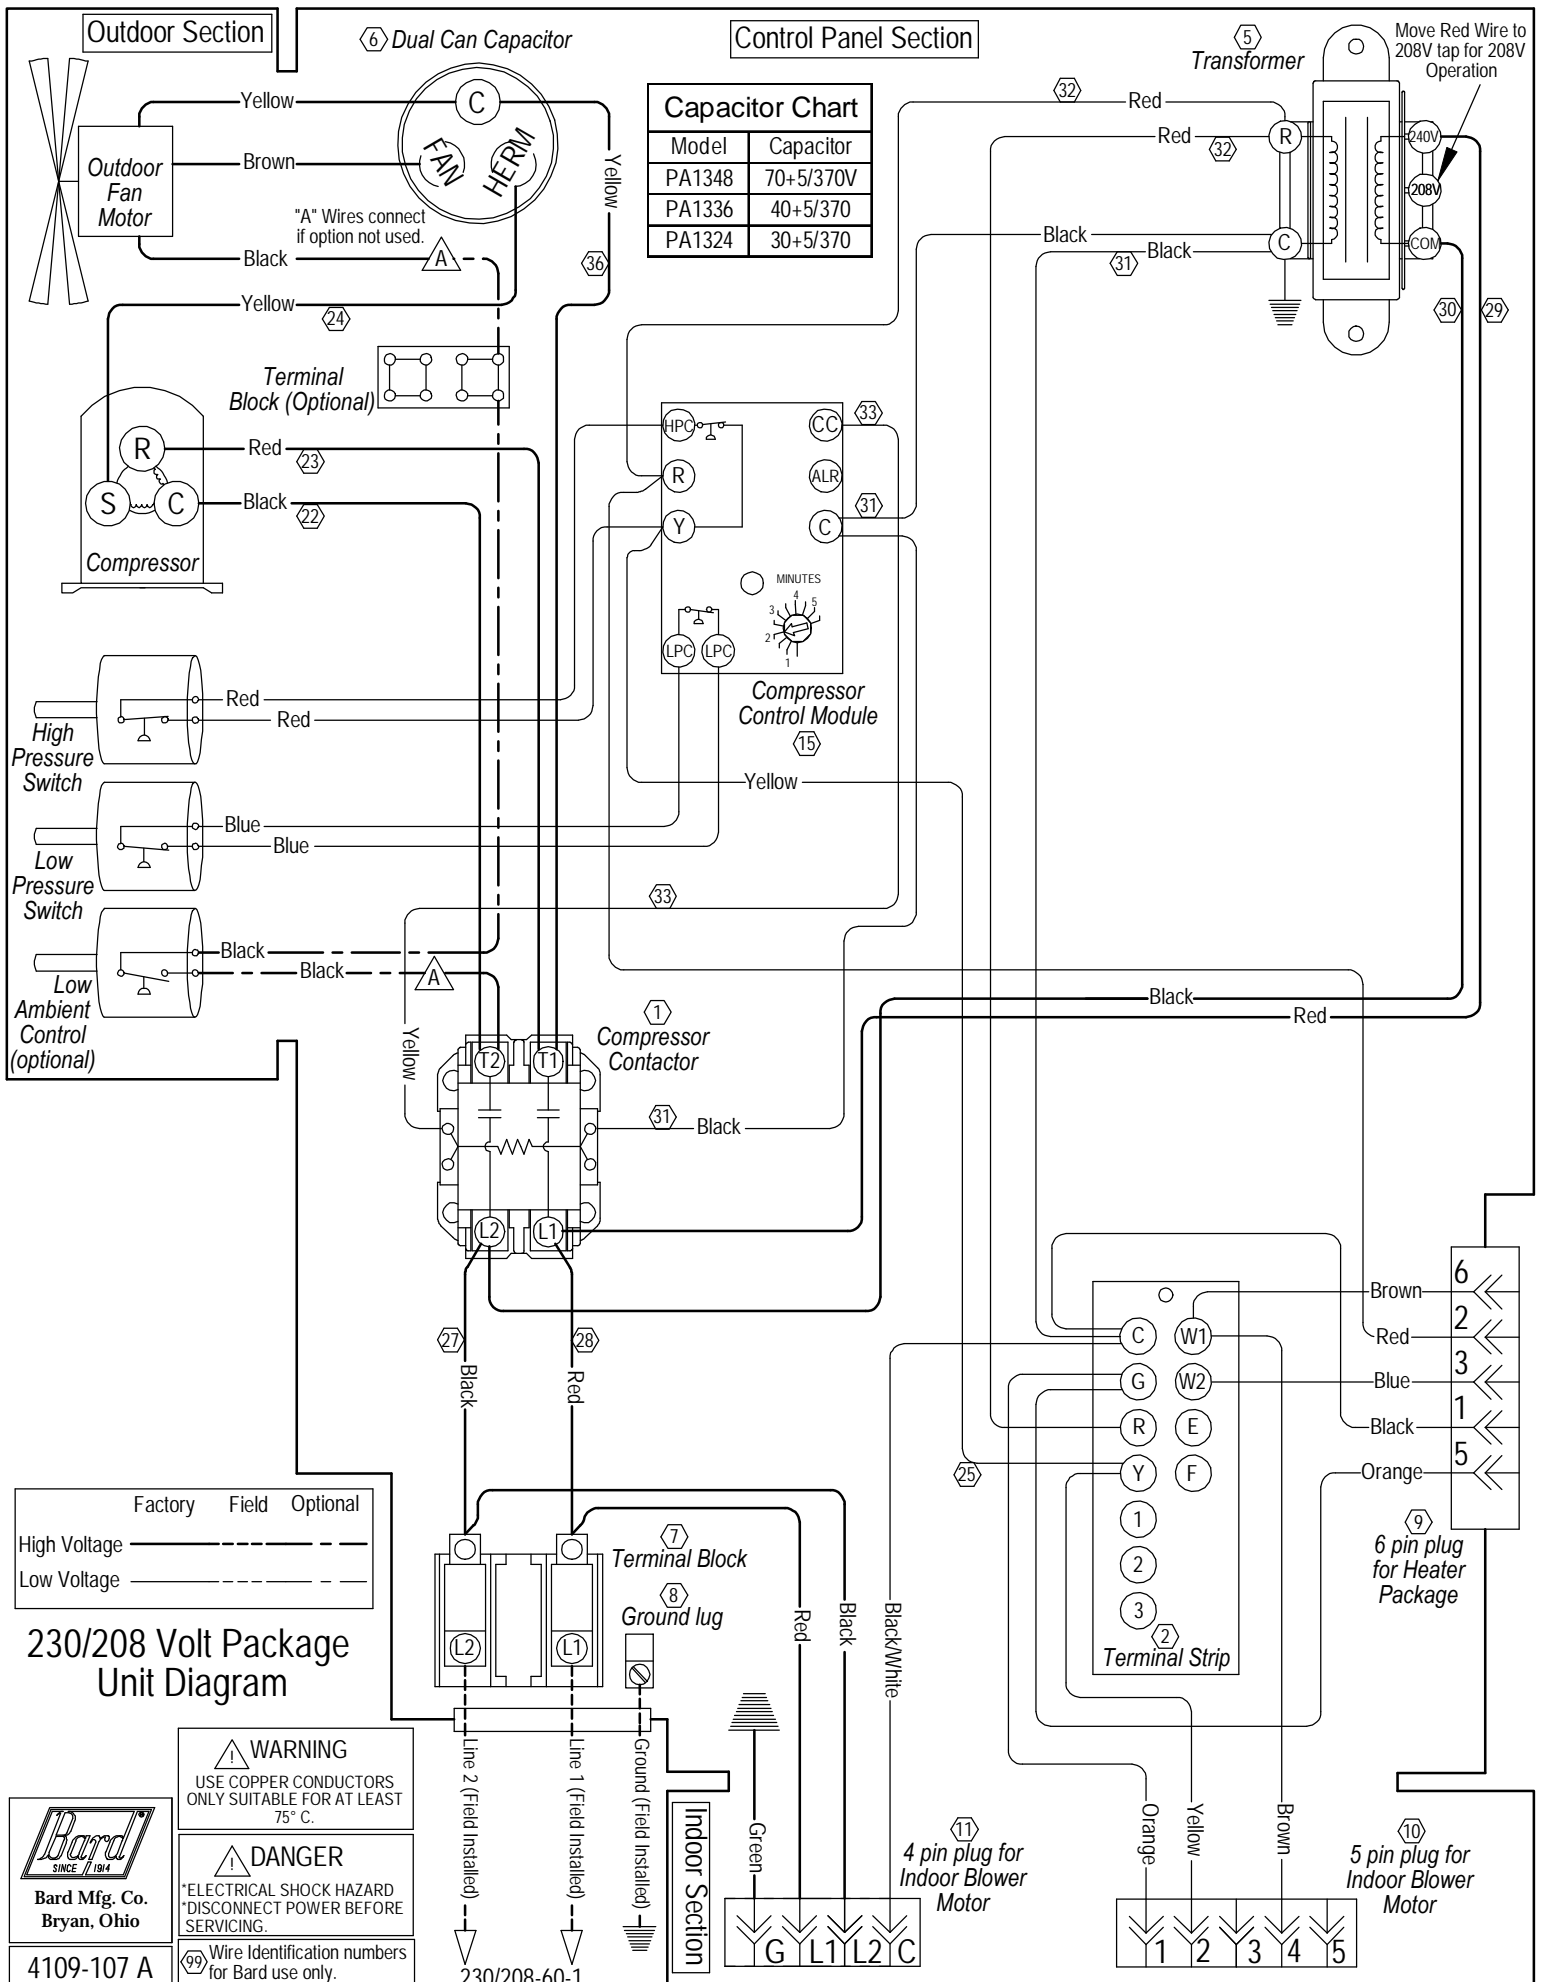 Outdoor Section
6 Dual Can Capacitor
Control Panel Section
5
Transformer
Move Red Wire to
208V tap for 208V
Operation
Yellow
C
FAN
HERM
Brown
Outdoor
Fan
Motor
"A" Wires connect
if option not used.
Black
A
Yellow
24
Yellow
36
Capacitor Chart
Model Capacitor
PA1348 70+5/370V
PA1336 40+5/370
PA1324 30+5/370
32
Red
Red
32
R
240V
208V
C
COM
Black
31
Black
30
29
Terminal
Block (Optional)
R
S
C
Red
23
Black
22
Compressor
HPC
CC
33
R
ALR
31
Y
C
MINUTES
1
2
3
4
5
LPC
LPC
Compressor
Control Module
15
Red
Red
High
Pressure
Switch
Yellow
Blue
Blue
Low
Pressure
Switch
33
Black
Black
A
Low
Ambient
Control
(optional)
Yellow
1
Compressor
Contactor
T2
T1
31
Black
L2
L1
Black
Red
27
28
Black
Red
C
W1
G
W2
R
E
Y
F
1
2
3
2
Terminal Strip
25
Brown
6
Red
2
Blue
3
Black
1
Orange
5
9
6 pin plug
for Heater
Package
Factory Field Optional
High Voltage
Low Voltage
7
Terminal Block
8
Ground lug
L2
L1
Red
Black
Black/White
230/208 Volt Package
Unit Diagram
WARNING
USE COPPER CONDUCTORS
ONLY SUITABLE FOR AT LEAST
75° C.
DANGER
*ELECTRICAL SHOCK HAZARD
*DISCONNECT POWER BEFORE
SERVICING.
99 Wire Identification numbers
for Bard use only.
Bard
SINCE 1914
Bard Mfg. Co.
Bryan, Ohio
4109-107 A
Line 2 (Field Installed)
Line 1 (Field Installed)
Ground (Field Installed)
230/208-60-1
Indoor Section
Green
11
4 pin plug for
Indoor Blower
Motor
G L1 L2 C
Orange
Yellow
Brown
10
5 pin plug for
Indoor Blower
Motor
1 2 3 4 5